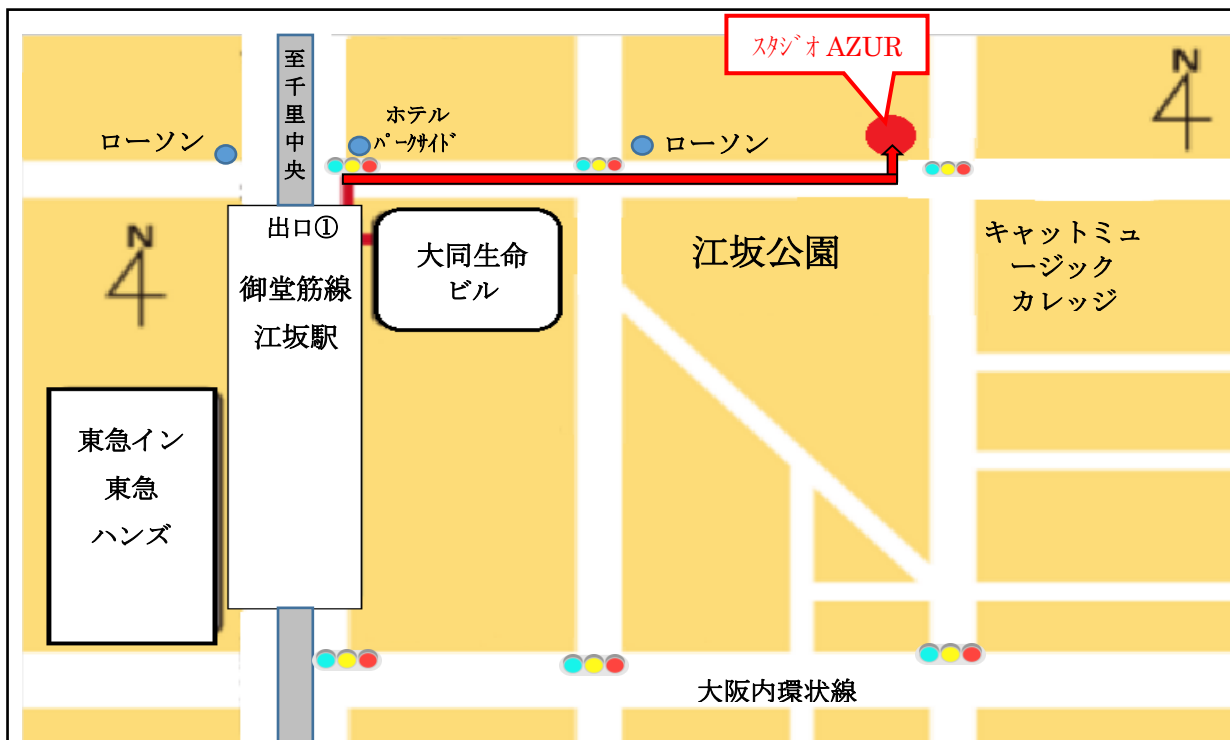 スタジオ AZUR
N
至
千
里
中
央
ホテル
パークサイド
ローソン
ローソン
出口①
御堂筋線
江坂駅
大同生命
ビル
江坂公園
キャットミュ
ージック
カレッジ
N
東急イン
東急
ハンズ
大阪内環状線